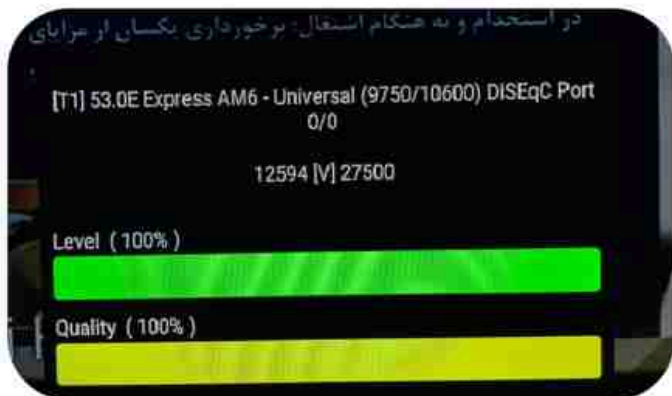 در استخدام و به هنگام اشتغال- برخورداری یکسان از مزایای
و
[T1] 53.0E Express AM6 - Universal (9750/10600) DISEqC Port
0/0
12594 [V] 27500
Level ( 100% )
Quality ( 100% )